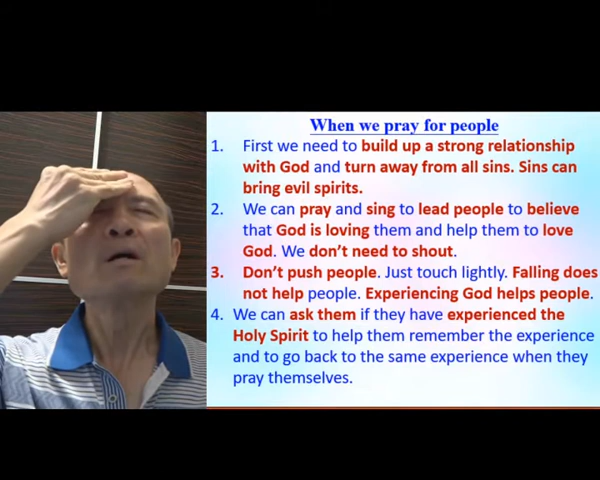 When we pray for people
1. First we need to build up a strong relationship
with God and turn away from all sins. Sins can
bring evil spirits.
2. We can pray and sing to lead people to believe
that God is loving them and help them to love
God. We don't need to shout.
3. Don't push people. Just touch lightly. Falling does
not help people. Experiencing God helps people.
4. We can ask them if they have experienced the
Holy Spirit to help them remember the experience
and to go back to the same experience when they
pray themselves.